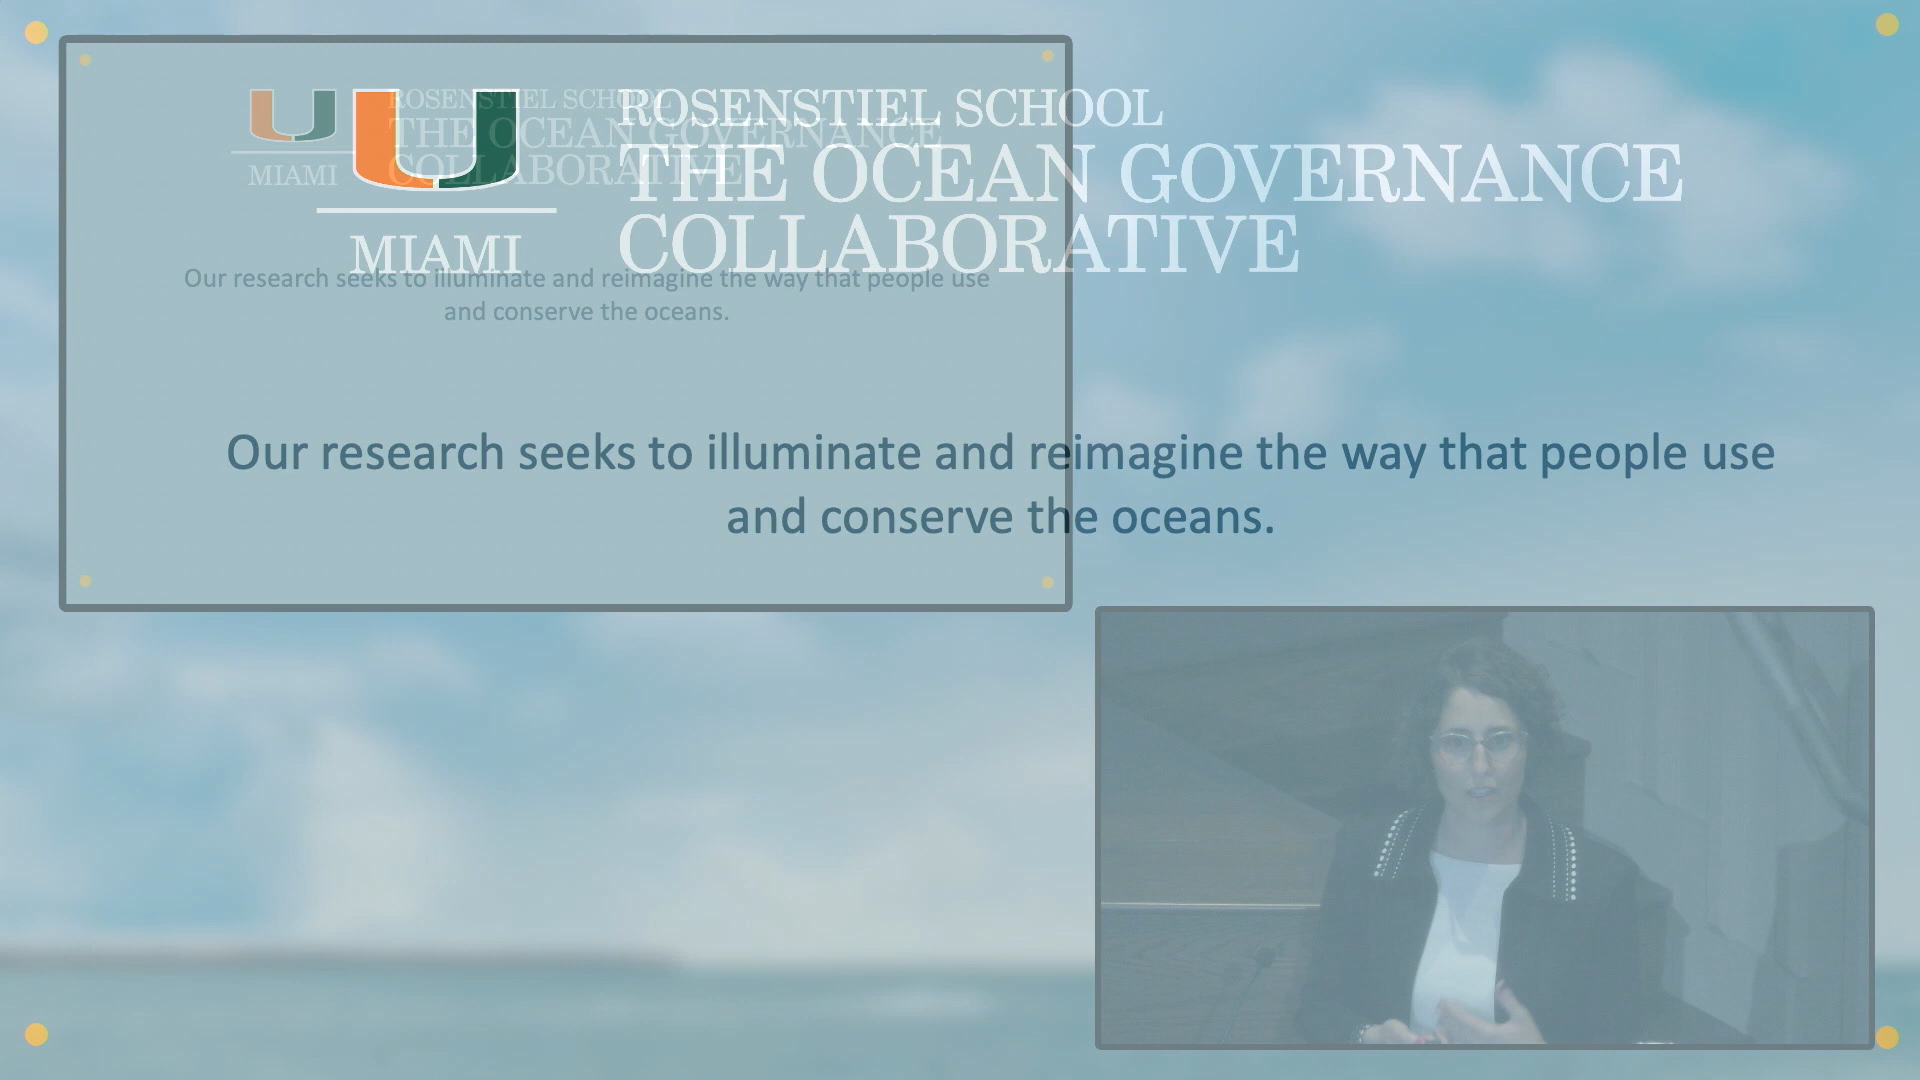 ROSENSTIEL SCHOOL
THE OCEAN GOVERNANCE
COLLABORATIVE
MIAMI
Our research seeks to illuminate and reimagine the way that people use
and conserve the oceans.
ROSENSTIEL SCHOOL
THE OCEAN GOVERNANCE
COLLABORATIVE
MIAMI
Our research seeks to illuminate and reimagine the way that people use
and conserve the oceans.